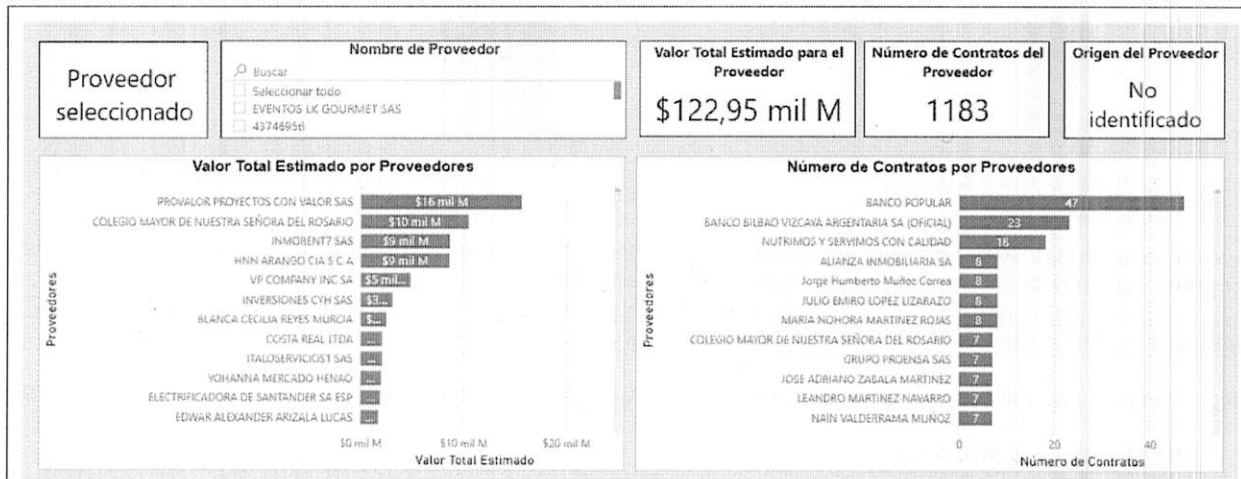 Proveedor
seleccionado
Nombre de Proveedor
Buscar
Seleccionar todo
EVENTOS LK GOURMET SAS
Valor Total Estimado para el
Proveedor
$122,95 mil M
Número de Contratos del
Proveedor
1183
Origen del Proveedor
No
identificado
Valor Total Estimado por Proveedores
Proveedores
PROVALOR PROYECTOS CON VALOR SAS $16 mil M
COLEGIO MAYOR DE NUESTRA SEÑORA DEL ROSARIO $10 mil M
INMORENT7 SAS $9 mil M
HNN ARANGO CIA S C A $9 mil M
VP COMPANY INC SA $5 mil...
INVERSIONES CYH SAS $3...
BLANCA CECILIA REYES MURCIA $...
COSTA REAL LTDA ...
ITALOSERVICIOS1 SAS ...
YOHANNA MERCADO HENAO ...
ELECTRIFICADORA DE SANTANDER SA ESP ...
EDWAR ALEXANDER ARIZALA LUCAS ...
$0 mil M $10 mil M $20 mil M
Valor Total Estimado
Número de Contratos por Proveedores
Proveedores
BANCO POPULAR 47
BANCO BILBAO VIZCAYA ARGENTARIA SA (OFICIAL) 23
NUTRIMOS Y SERVIMOS CON CALIDAD 18
ALIANZA INMOBILIARIA SA 8
Jorge Humberto Muñoz Correa 8
JULIO EMIRO LOPEZ LIZARAZO 8
MARIA NOHORA MARTINEZ ROJAS 8
COLEGIO MAYOR DE NUESTRA SEÑORA DEL ROSARIO 7
GRUPO PROENSA SAS 7
JOSE ADRIANO ZABALA MARTINEZ 7
LEANDRO MARTINEZ NAVARRO 7
NAIN VALDERRAMA MUÑOZ 7
0 20 40
Número de Contratos